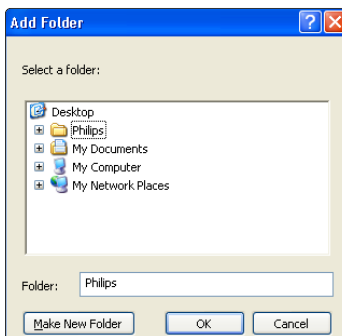 Add Folder
Select a folder:
Desktop
Philips
My Documents
My Computer
My Network Places
Folder: Philips
Make New Folder OK Cancel